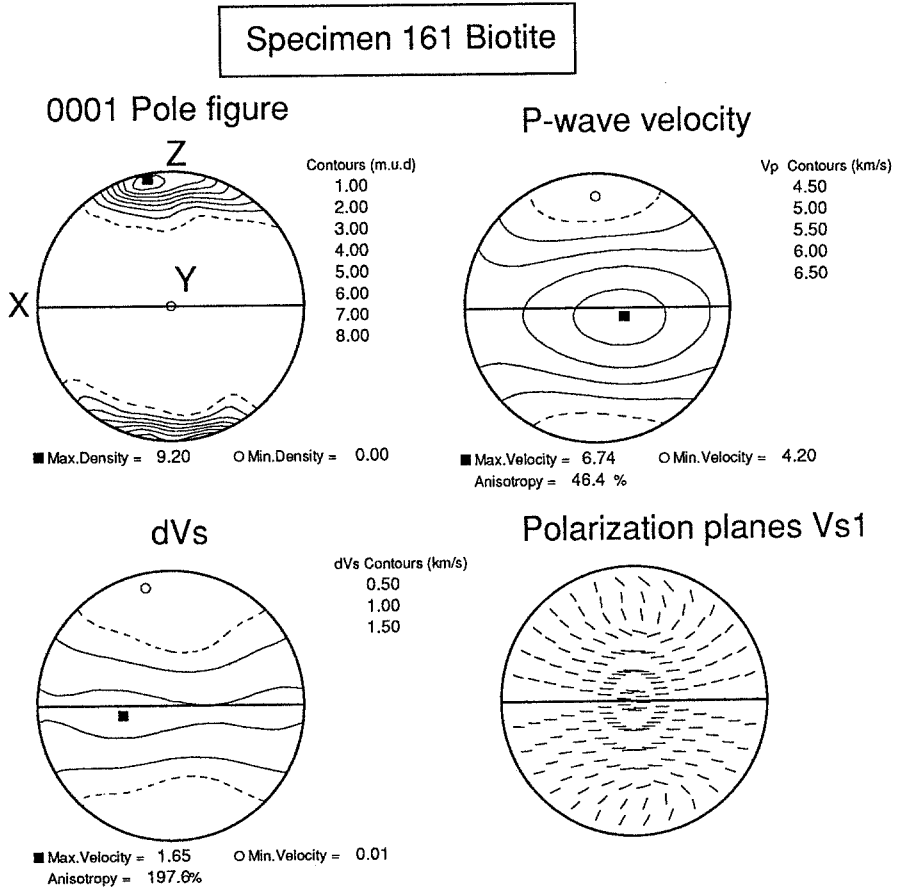 Specimen 161 Biotite
0001 Pole figure
Z
Y
X
Contours (m.u.d)
1.00
2.00
3.00
4.00
5.00
6.00
7.00
8.00
Max.Density = 9.20 Min.Density = 0.00
P-wave velocity
Vp Contours (km/s)
4.50
5.00
5.50
6.00
6.50
Max.Velocity = 6.74 Min.Velocity = 4.20
Anisotropy = 46.4 %
dVs
dVs Contours (km/s)
0.50
1.00
1.50
Max.Velocity = 1.65 Min.Velocity = 0.01
Anisotropy = 197.6%
Polarization planes Vs1